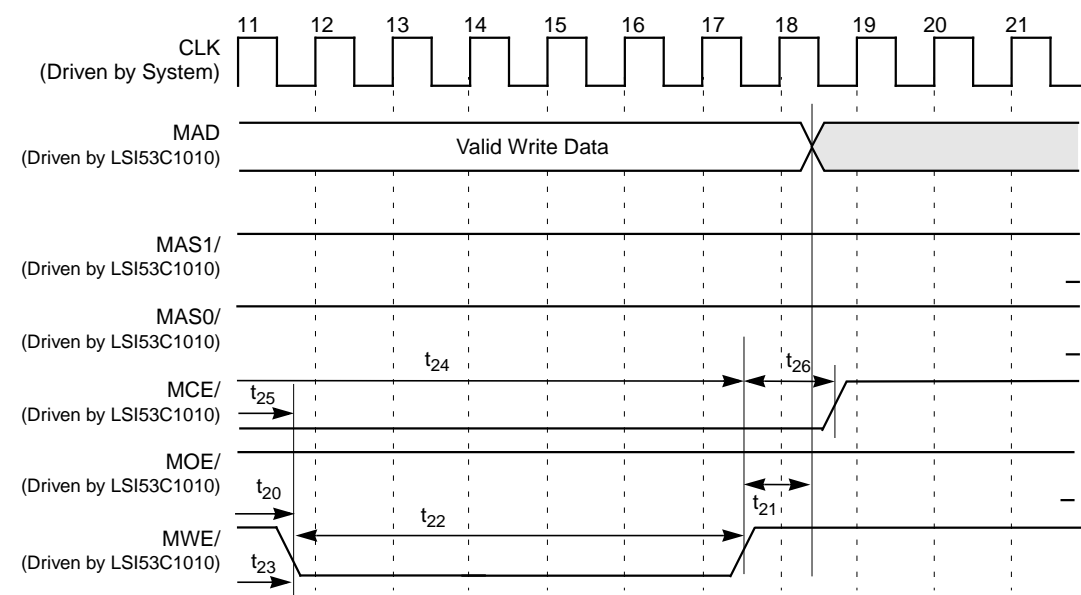 11 12 13 14 15 16 17 18 19 20 21
CLK
(Driven by System)
MAD
(Driven by LSI53C1010)
Valid Write Data
MAS1/
(Driven by LSI53C1010)
MAS0/
(Driven by LSI53C1010)
t24
t26
MCE/
(Driven by LSI53C1010)
t25
MOE/
(Driven by LSI53C1010)
t20
t21
t22
MWE/
(Driven by LSI53C1010)
t23